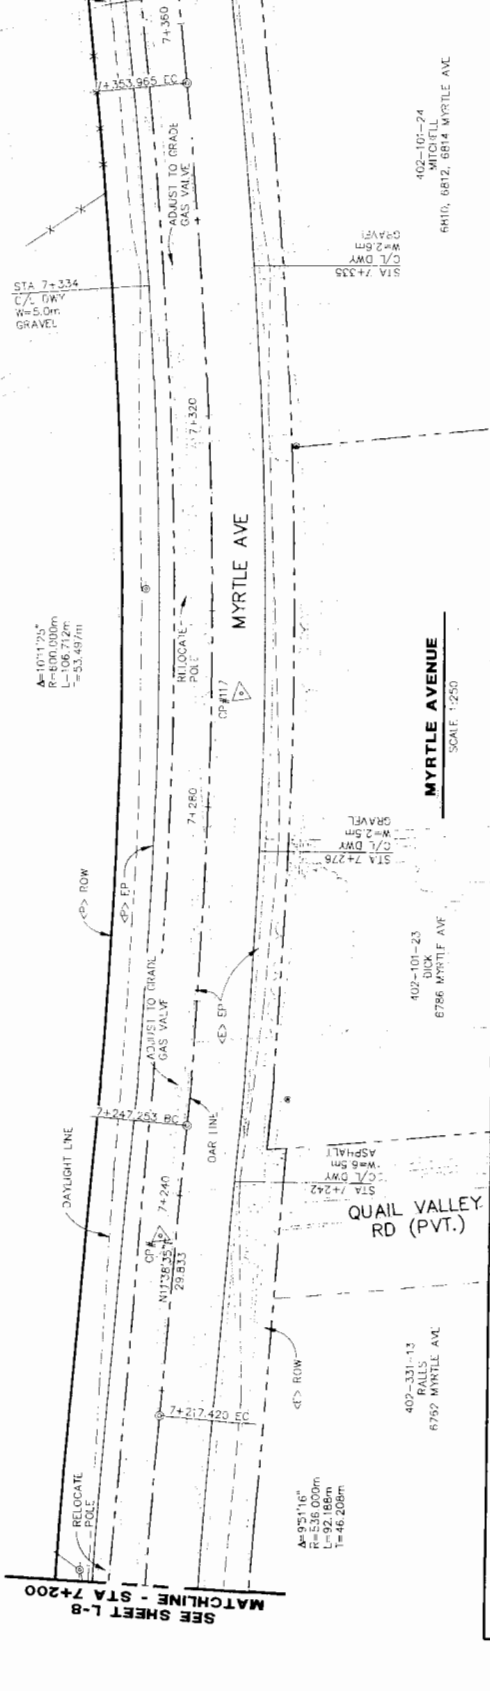 7+360
7+353.965 EC
ADJUST TO GRADE
GAS VALVE
402-101-24
MITCHELL
6810, 6812, 6814 MYRTLE AVE
STA 7+335
C/L DWY
W=2.6m
GRAVEL
STA 7+334
C/L DWY
W=5.0m
GRAVEL
7+320
MYRTLE AVE
Δ=10°11'25"
R=600.000m
L=106.712m
T=53.497m
RELOCATE
POLE
CP#117
MYRTLE AVENUE
SCALE 1:250
7+280
STA 7+276
C/L DWY
W=2.5m
GRAVEL
<P> ROW
<P> EP
402-101-23
DICK
6786 MYRTLE AVE
ADJUST TO GRADE
GAS VALVE
<E> EP
7+247.253 BC
OAR LINE
DAYLIGHT LINE
STA 7+242
C/L DWY
W=6.5m
ASPHALT
7+240
QUAIL VALLEY
RD (PVT.)
CP#
N11°38'35"
29.833
<E> ROW
402-331-13
RALLS
6762 MYRTLE AVE
7+217.420 EC
Δ=9°51'16"
R=536.000m
L=92.188m
T=46.208m
RELOCATE
POLE
SEE SHEET L-8
MATCHLINE - STA 7+200